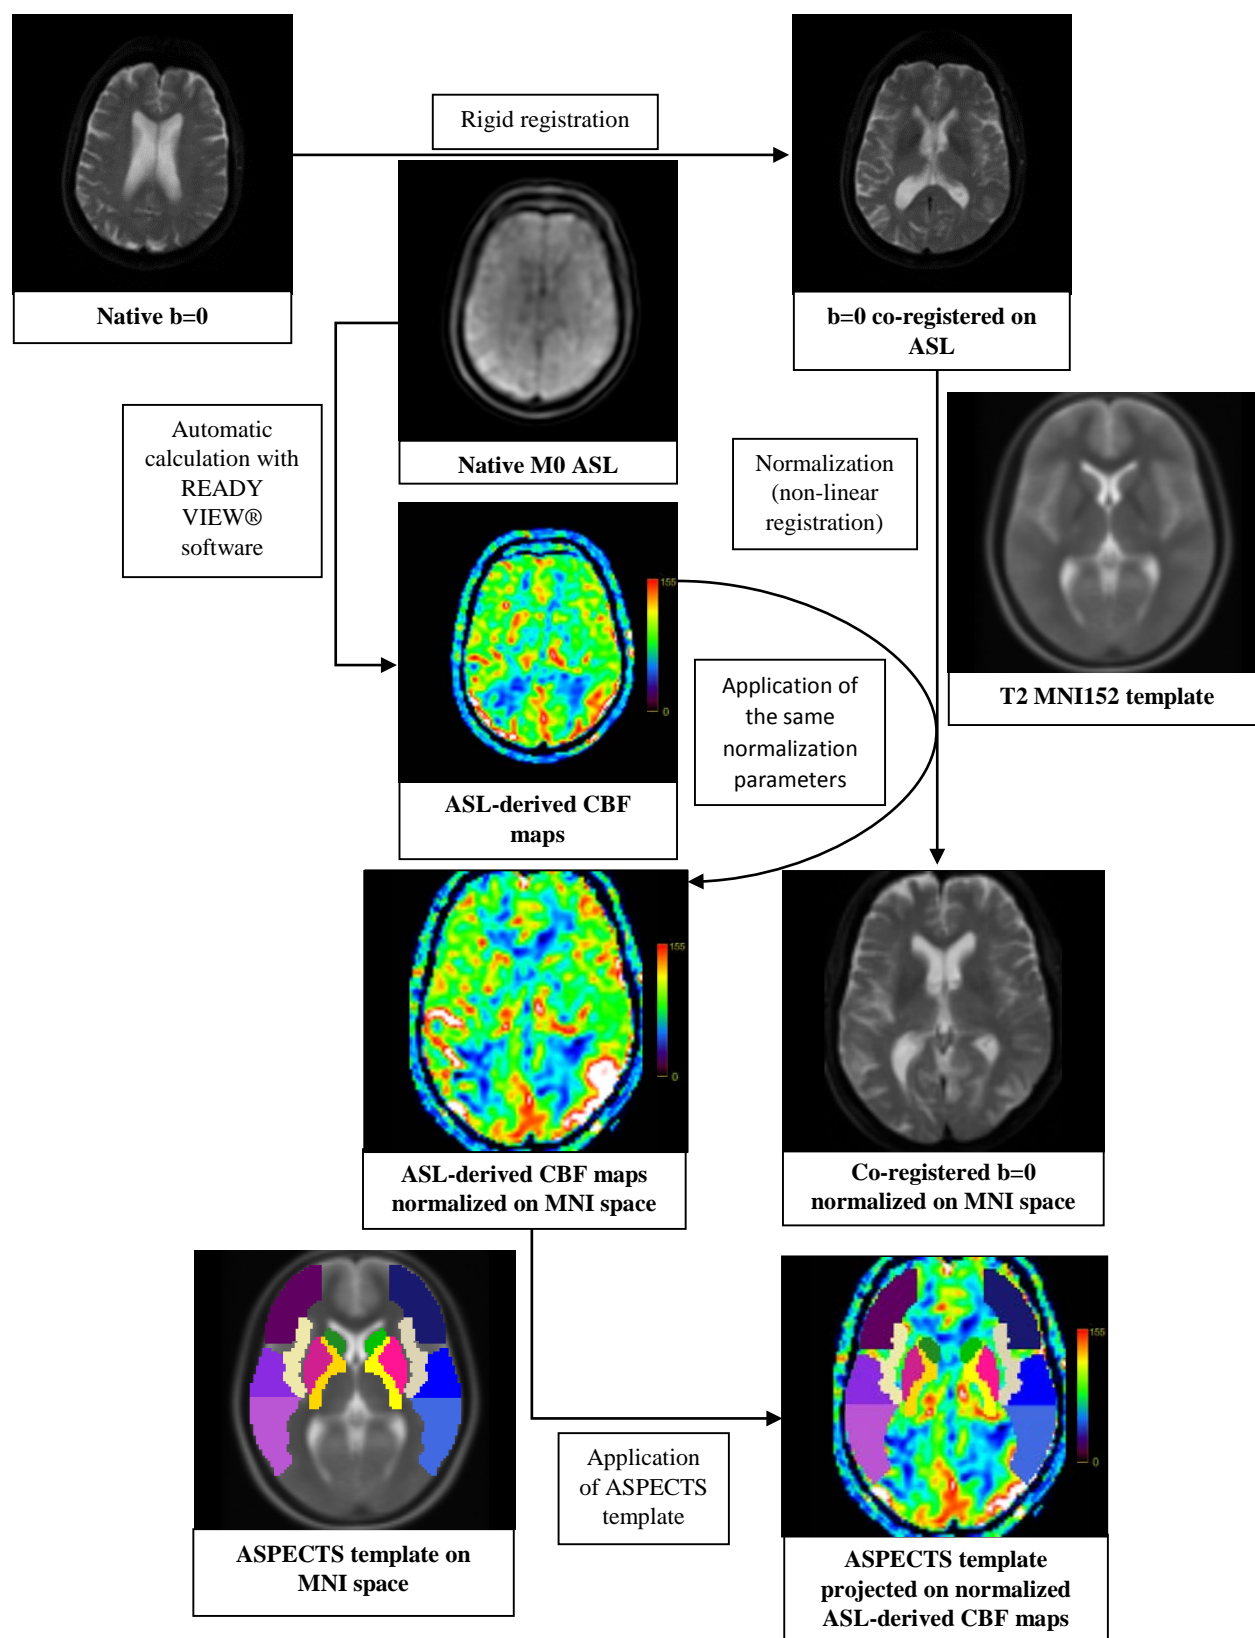 Rigid registration
Native b=0
b=0 co-registered on
ASL
Automatic
calculation with
READY
VIEW®
software
Native M0 ASL
Normalization
(non-linear
registration)
T2 MNI152 template
155
0
Application of
the same
normalization
parameters
ASL-derived CBF
maps
155
0
ASL-derived CBF maps
normalized on MNI space
Co-registered b=0
normalized on MNI space
155
0
Application
of ASPECTS
template
ASPECTS template on
MNI space
ASPECTS template
projected on normalized
ASL-derived CBF maps